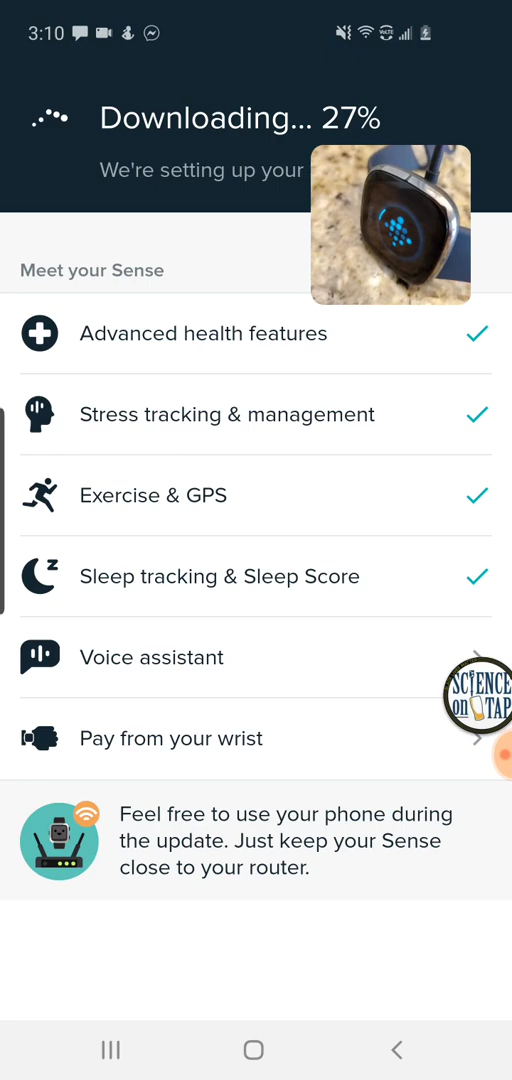 3:10
VoLTE
Downloading... 27%
We're setting up your
Meet your Sense
Advanced health features
Stress tracking & management
Exercise & GPS
Sleep tracking & Sleep Score
Voice assistant
SCIENCE
on TAP
Pay from your wrist
Feel free to use your phone during
the update. Just keep your Sense
close to your router.